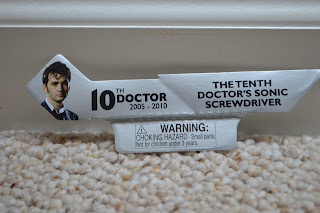 10TH DOCTOR
2005 - 2010
THE TENTH
DOCTOR'S SONIC
SCREWDRIVER
WARNING:
CHOKING HAZARD - Small parts.
Not for children under 3 years.